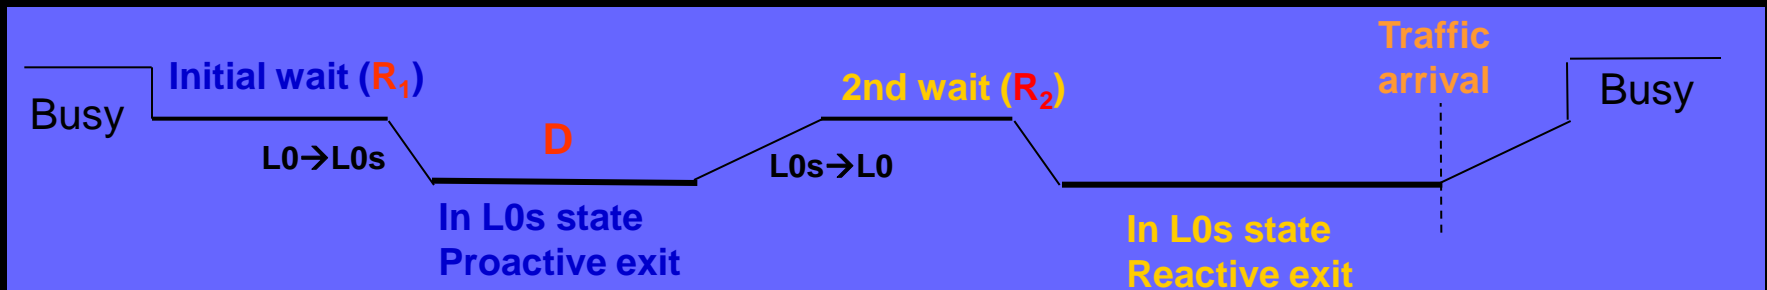 Busy
Initial wait (R₁)
L0→L0s
D
In L0s state
Proactive exit
L0s→L0
2nd wait (R₂)
In L0s state
Reactive exit
Traffic
arrival
Busy